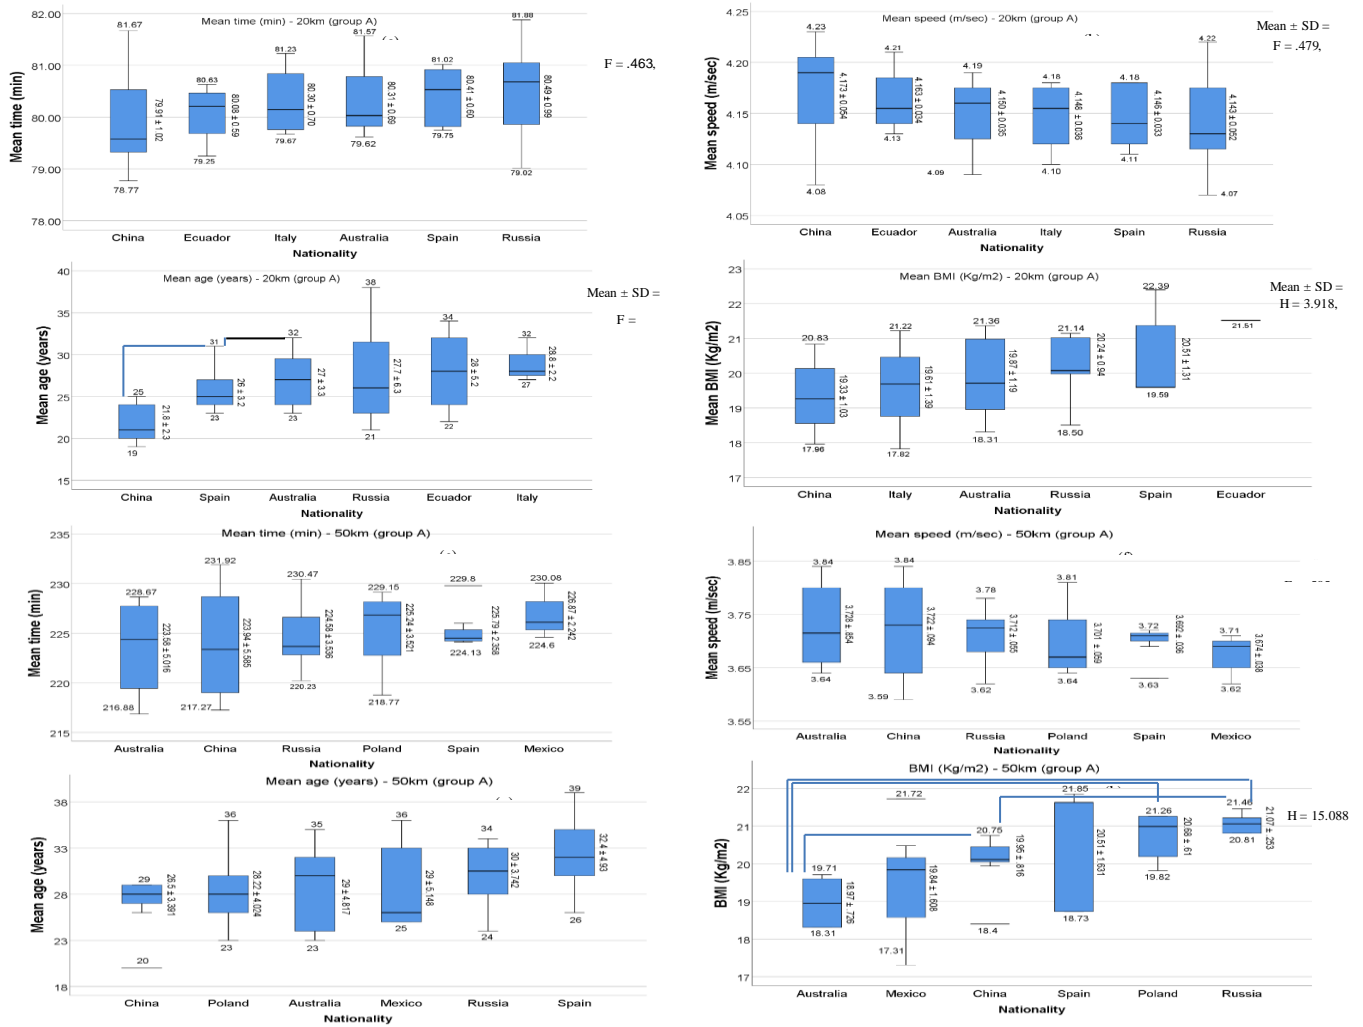 Mean time (min) - 20km (group A)
Mean time (min)
82.00
81.00
80.00
79.00
78.00
81.67
79.91 ± 1.02
78.77
80.63
80.08 ± 0.59
79.25
81.23
80.30 ± 0.70
79.67
81.57
80.31 ± 0.69
79.62
81.02
80.41 ± 0.60
79.75
81.88
80.49 ± 0.99
79.02
China Ecuador Italy Australia Spain Russia
Nationality
F = .463,
Mean speed (m/sec) - 20km (group A)
Mean speed (m/sec)
4.25
4.20
4.15
4.10
4.05
4.23
4.173 ± 0.054
4.08
4.21
4.163 ± 0.034
4.13
4.19
4.150 ± 0.035
4.09
4.18
4.148 ± 0.036
4.10
4.18
4.146 ± 0.033
4.11
4.22
4.143 ± 0.052
4.07
China Ecuador Australia Italy Spain Russia
Nationality
Mean ± SD =
F = .479,
Mean age (years) - 20km (group A)
Mean age (years)
40
35
30
25
20
15
25
21.8 ± 2.3
19
31
26 ± 3.2
23
32
27 ± 3.3
23
38
27.7 ± 6.3
21
34
28 ± 5.2
22
32
28.8 ± 2.2
27
China Spain Australia Russia Ecuador Italy
Nationality
Mean ± SD =
F =
Mean BMI (Kg/m2) - 20km (group A)
Mean BMI (Kg/m2)
23
22
21
20
19
18
17
20.83
19.33 ± 1.03
17.96
21.22
19.61 ± 1.39
17.82
21.36
19.87 ± 1.19
18.31
21.14
20.24 ± 0.94
18.50
22.39
20.51 ± 1.31
19.59
21.51
China Italy Australia Russia Spain Ecuador
Nationality
Mean ± SD =
H = 3.918,
Mean time (min) - 50km (group A)
Mean time (min)
235
230
225
220
215
228.67
223.58 ± 5.016
216.88
231.92
223.94 ± 5.585
217.27
230.47
224.58 ± 3.536
220.23
229.15
225.24 ± 3.521
218.77
229.8
225.79 ± 2.358
224.13
230.08
226.87 ± 2.242
224.6
Australia China Russia Poland Spain Mexico
Nationality
Mean speed (m/sec) - 50km (group A)
Mean speed (m/sec)
3.85
3.75
3.65
3.55
3.84
3.728 ± .854
3.64
3.84
3.722 ± .094
3.59
3.78
3.712 ± .055
3.62
3.81
3.701 ± .059
3.64
3.72
3.692 ± .036
3.63
3.71
3.674 ± .038
3.62
Australia China Russia Poland Spain Mexico
Nationality
Mean age (years) - 50km (group A)
Mean age (years)
38
33
28
23
18
29
26.5 ± 3.391
20
36
28.22 ± 4.024
23
35
29 ± 4.817
23
36
29 ± 5.148
25
34
30 ± 3.742
24
39
32.4 ± 4.93
26
China Poland Australia Mexico Russia Spain
Nationality
BMI (Kg/m2) - 50km (group A)
BMI (Kg/m2)
22
21
20
19
18
17
19.71
18.97 ± .726
18.31
21.72
19.84 ± 1.608
17.31
20.75
19.96 ± .816
18.4
21.85
20.51 ± 1.631
18.73
21.26
20.68 ± .61
19.82
21.46
21.07 ± .253
20.81
Australia Mexico China Spain Poland Russia
Nationality
H = 15.088